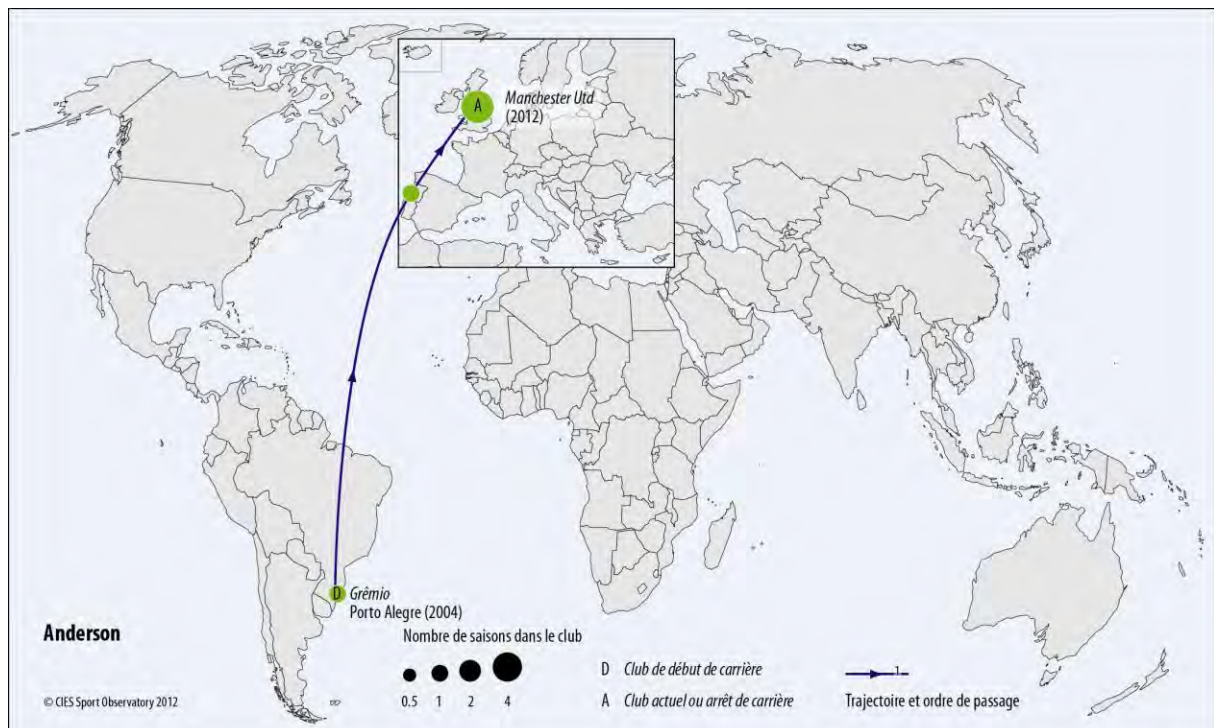 A
Manchester Utd
(2012)
D
Grêmio
Porto Alegre (2004)
Anderson
Nombre de saisons dans le club
0.5 1 2 4
D Club de début de carrière
A Club actuel ou arrêt de carrière
1
Trajectoire et ordre de passage
© CIES Sport Observatory 2012